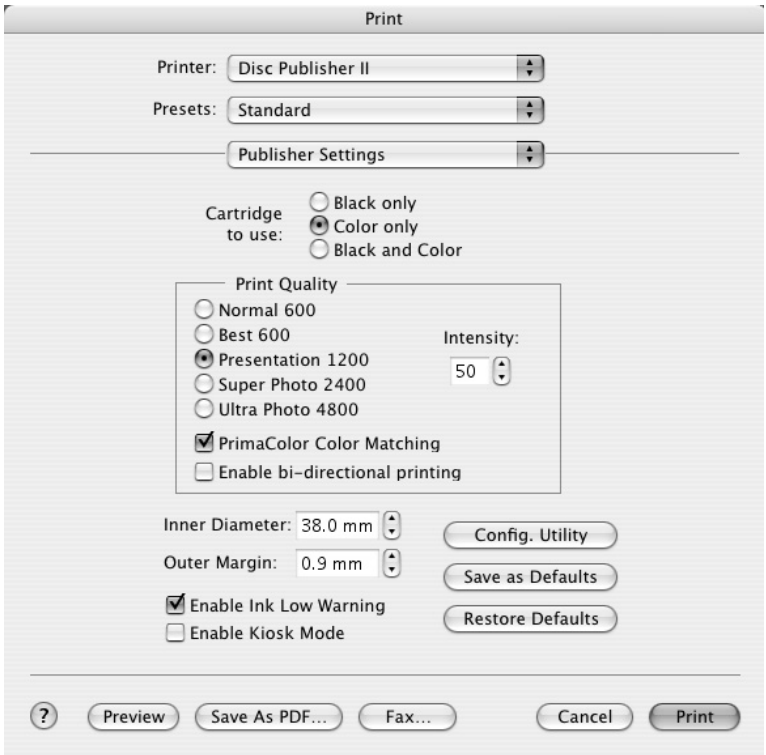 Print
Printer: Disc Publisher II
Presets: Standard
Publisher Settings
Cartridge to use:
Black only
Color only
Black and Color
Print Quality
Normal 600
Best 600
Presentation 1200
Super Photo 2400
Ultra Photo 4800
Intensity:
50
PrimaColor Color Matching
Enable bi-directional printing
Inner Diameter: 38.0 mm
Outer Margin: 0.9 mm
Enable Ink Low Warning
Enable Kiosk Mode
Config. Utility
Save as Defaults
Restore Defaults
? Preview Save As PDF... Fax... Cancel Print